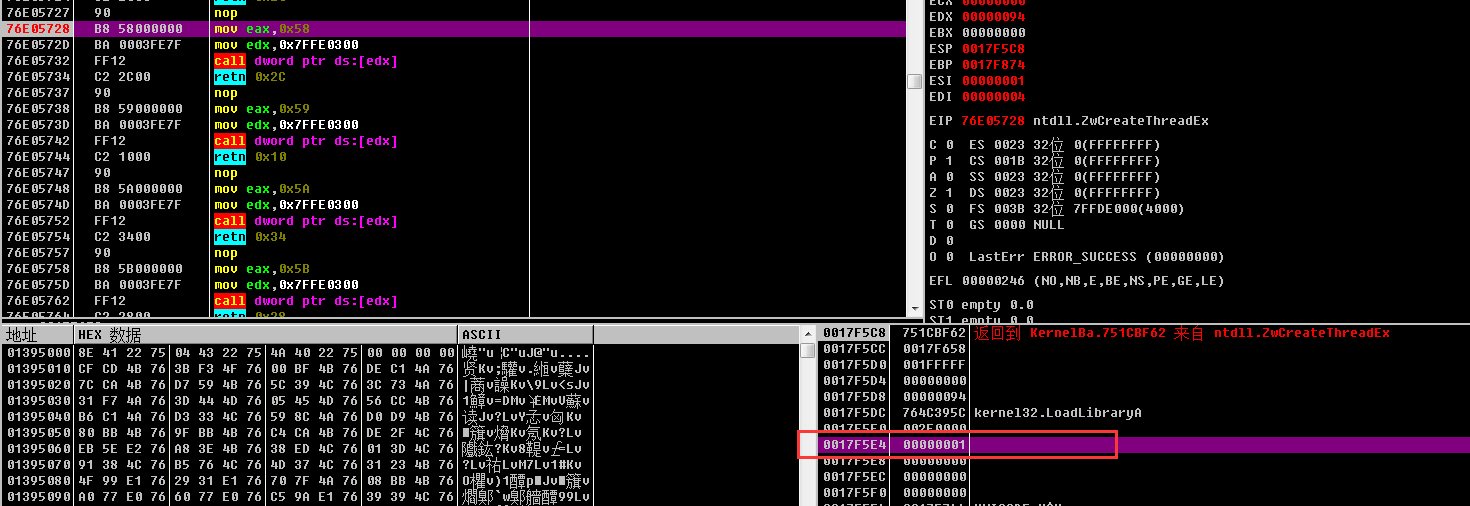 76E05727 90 nop
76E05728 B8 58000000 mov eax,0x58
76E0572D BA 0003FE7F mov edx,0x7FFE0300
76E05732 FF12 call dword ptr ds:[edx]
76E05734 C2 2C00 retn 0x2C
76E05737 90 nop
76E05738 B8 59000000 mov eax,0x59
76E0573D BA 0003FE7F mov edx,0x7FFE0300
76E05742 FF12 call dword ptr ds:[edx]
76E05744 C2 1000 retn 0x10
76E05747 90 nop
76E05748 B8 5A000000 mov eax,0x5A
76E0574D BA 0003FE7F mov edx,0x7FFE0300
76E05752 FF12 call dword ptr ds:[edx]
76E05754 C2 3400 retn 0x34
76E05757 90 nop
76E05758 B8 5B000000 mov eax,0x5B
76E0575D BA 0003FE7F mov edx,0x7FFE0300
76E05762 FF12 call dword ptr ds:[edx]
ECX 00000000
EDX 00000094
EBX 00000000
ESP 0017F5C8
EBP 0017F874
ESI 00000001
EDI 00000004
EIP 76E05728 ntdll.ZwCreateThreadEx
C 0 ES 0023 32位 0(FFFFFFFF)
P 1 CS 001B 32位 0(FFFFFFFF)
A 0 SS 0023 32位 0(FFFFFFFF)
Z 1 DS 0023 32位 0(FFFFFFFF)
S 0 FS 003B 32位 7FFDE000(4000)
T 0 GS 0000 NULL
D 0
O 0 LastErr ERROR_SUCCESS (00000000)
EFL 00000246 (NO,NB,E,BE,NS,PE,GE,LE)
ST0 empty 0.0
ST1 empty 0.0
地址 HEX 数据 ASCII
01395000 8E 41 22 75 04 43 22 75 4A 40 22 75 00 00 00 00
01395010 CF CD 4B 76 3B F3 4F 76 00 BF 4B 76 DE C1 4A 76
01395020 7C CA 4B 76 D7 59 4B 76 5C 39 4C 76 3C 73 4A 76
01395030 31 F7 4A 76 3D 44 4D 76 05 45 4D 76 56 CC 4B 76
01395040 B6 C1 4A 76 D3 33 4C 76 59 8C 4A 76 D0 D9 4B 76
01395050 80 BB 4B 76 9F BB 4B 76 C4 CA 4B 76 DE 2F 4C 76
01395060 EB 5E E2 76 A8 3E 4B 76 38 ED 4C 76 01 3D 4C 76
01395070 91 38 4C 76 B5 76 4C 76 4D 37 4C 76 31 23 4B 76
01395080 4F 99 E1 76 29 31 E1 76 70 7F 4A 76 08 BB 4B 76
01395090 A0 77 E0 76 60 77 E0 76 C5 9A E1 76 39 39 4C 76
0017F5C8 751CBF62 返回到 KernelBa.751CBF62 来自 ntdll.ZwCreateThreadEx
0017F5CC 0017F658
0017F5D0 001FFFFF
0017F5D4 00000000
0017F5D8 00000094
0017F5DC 764C395C kernel32.LoadLibraryA
0017F5E0 002E0000
0017F5E4 00000001
0017F5E8 00000000
0017F5EC 00000000
0017F5F0 00000000